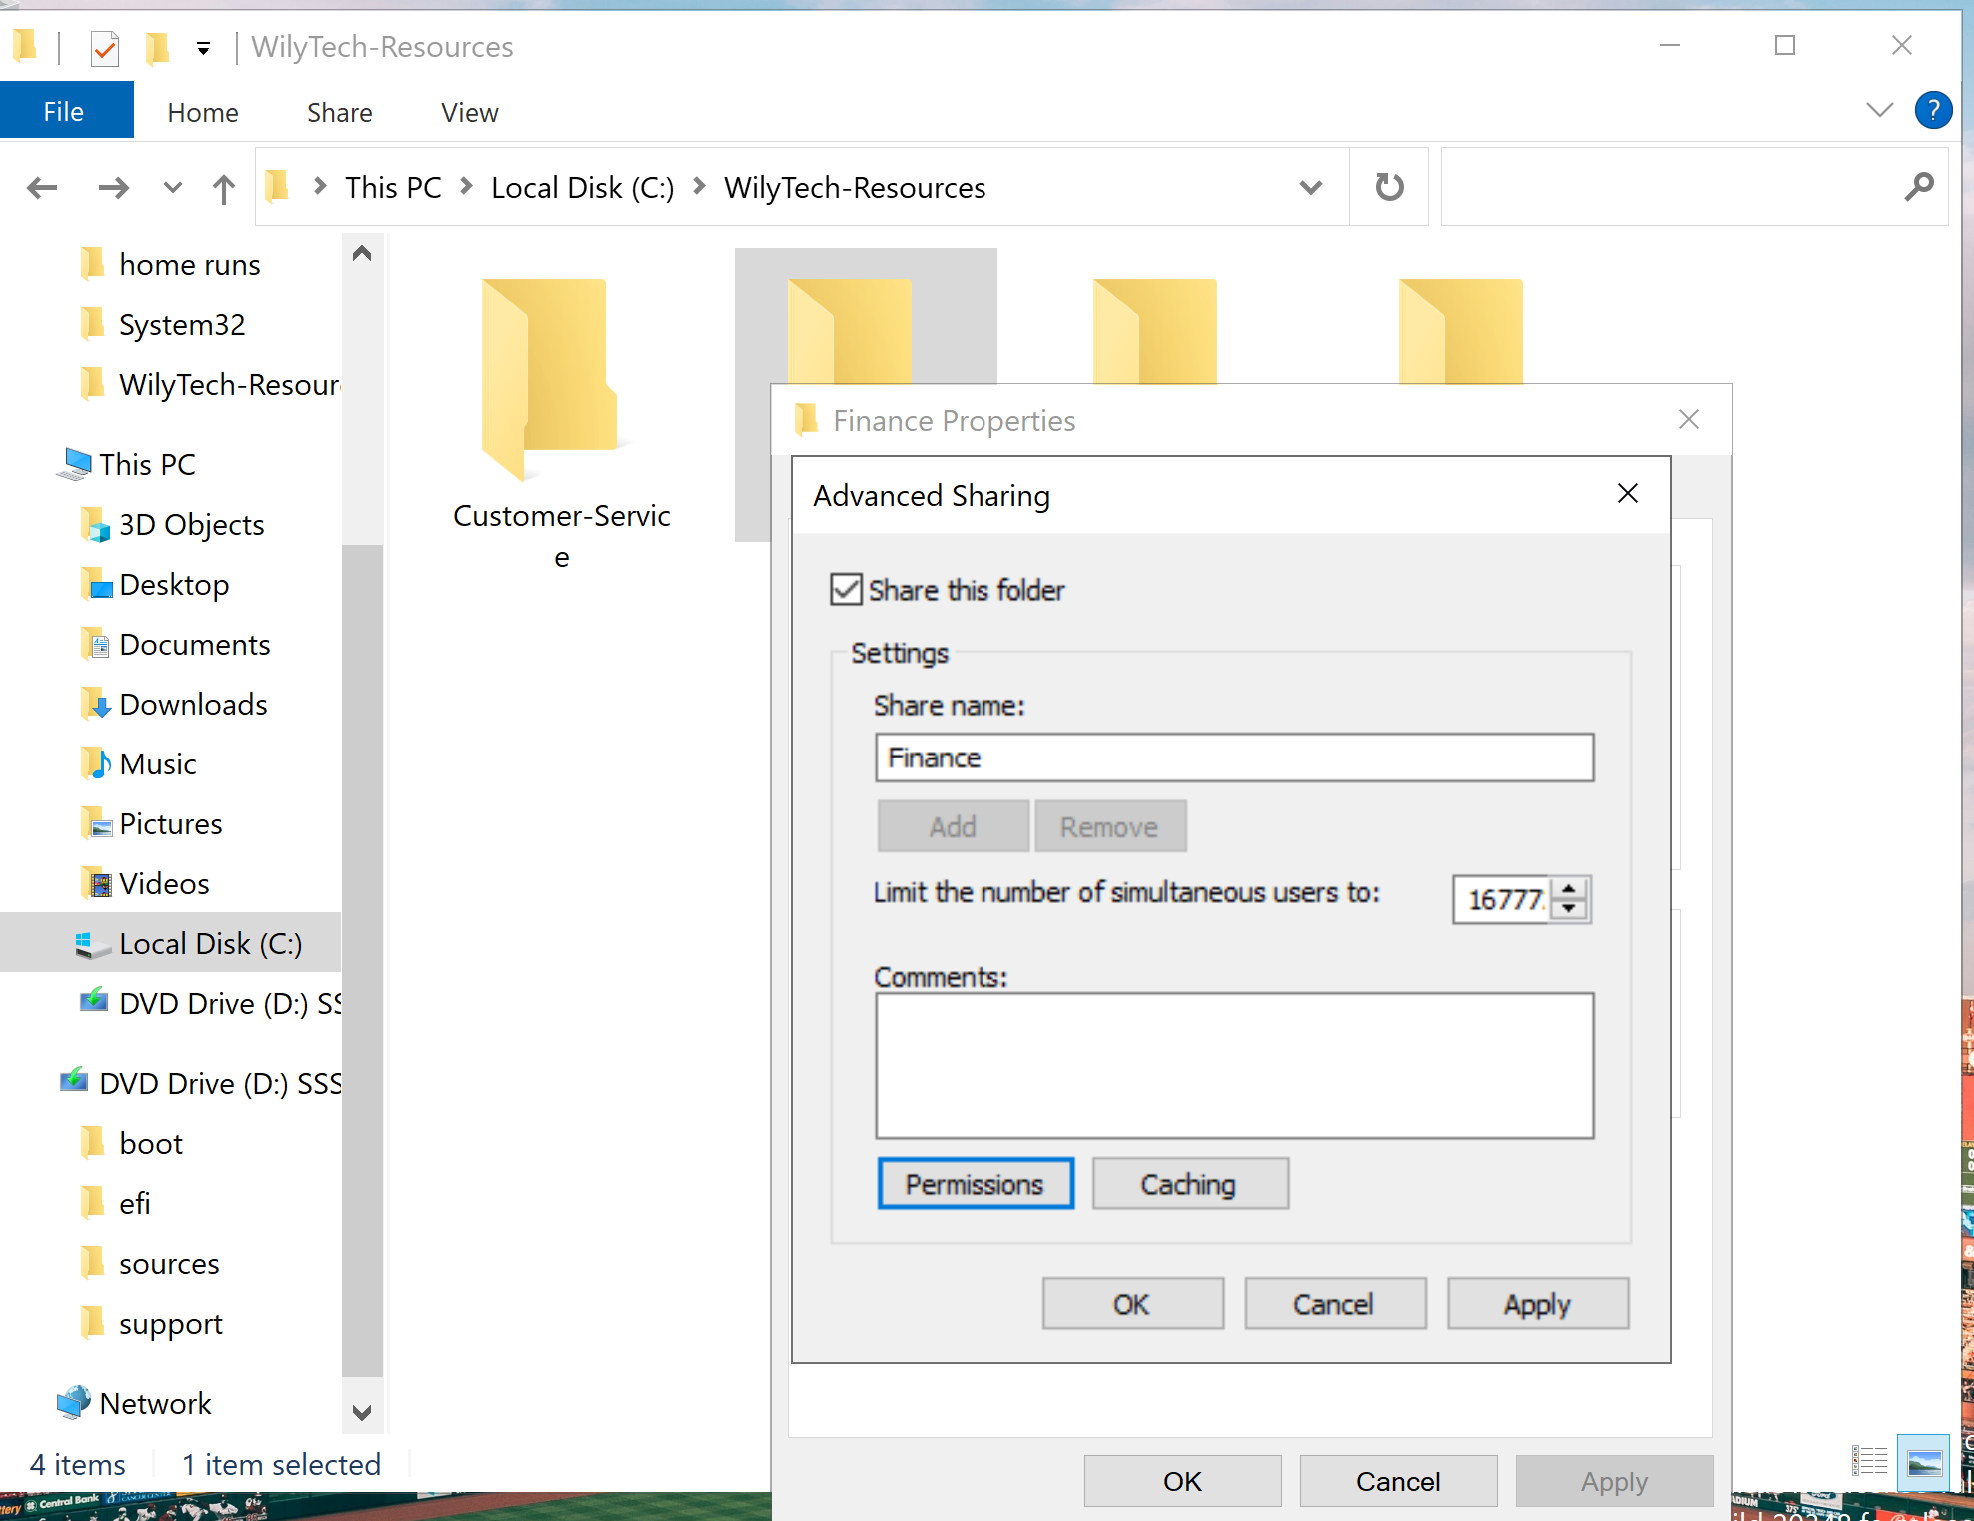 WilyTech-Resources
File Home Share View
?
This PC Local Disk (C:) WilyTech-Resources
home runs
System32
WilyTech-Resour
This PC
3D Objects
Desktop
Documents
Downloads
Music
Pictures
Videos
Local Disk (C:)
DVD Drive (D:) SS
DVD Drive (D:) SSS
boot
efi
sources
support
Network
Customer-Servic
e
Finance Properties
Advanced Sharing
Share this folder
Settings
Share name:
Finance
Add Remove
Limit the number of simultaneous users to:
16777
Comments:
Permissions Caching
OK Cancel Apply
OK Cancel Apply
4 items 1 item selected
Central Bank